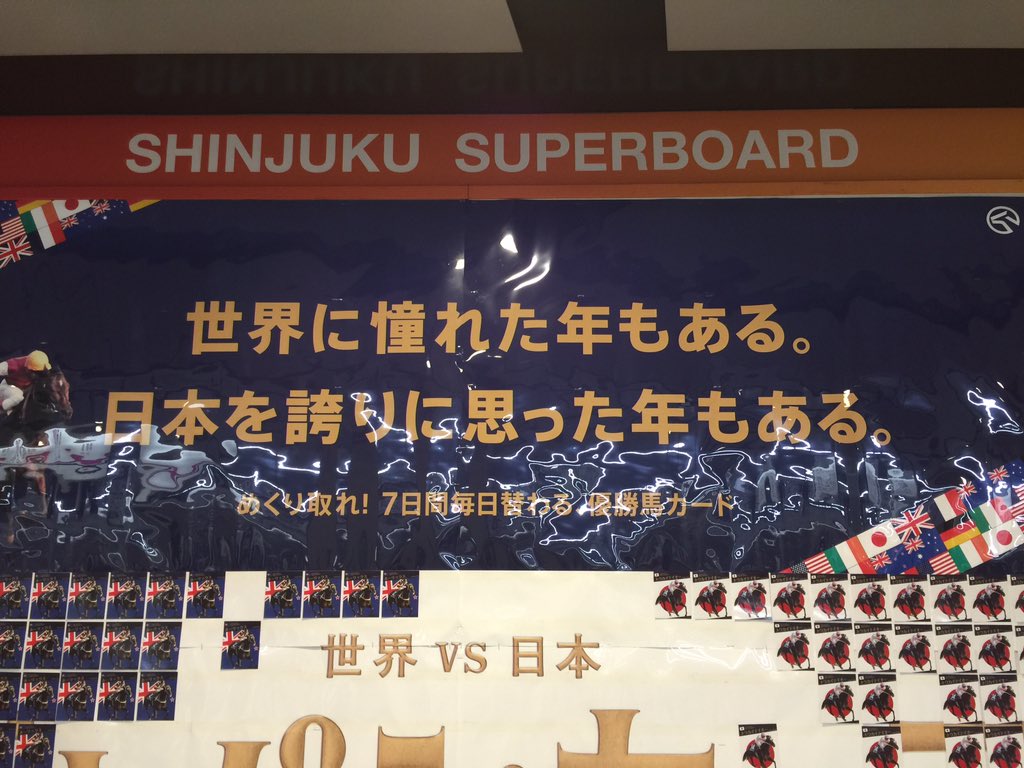 SHINJUKU SUPERBOARD
世界に憧れた年もある。
日本を誇りに思った年もある。
めくり取れ! 7日間毎日替わる 優勝馬カード
世界 VS 日本